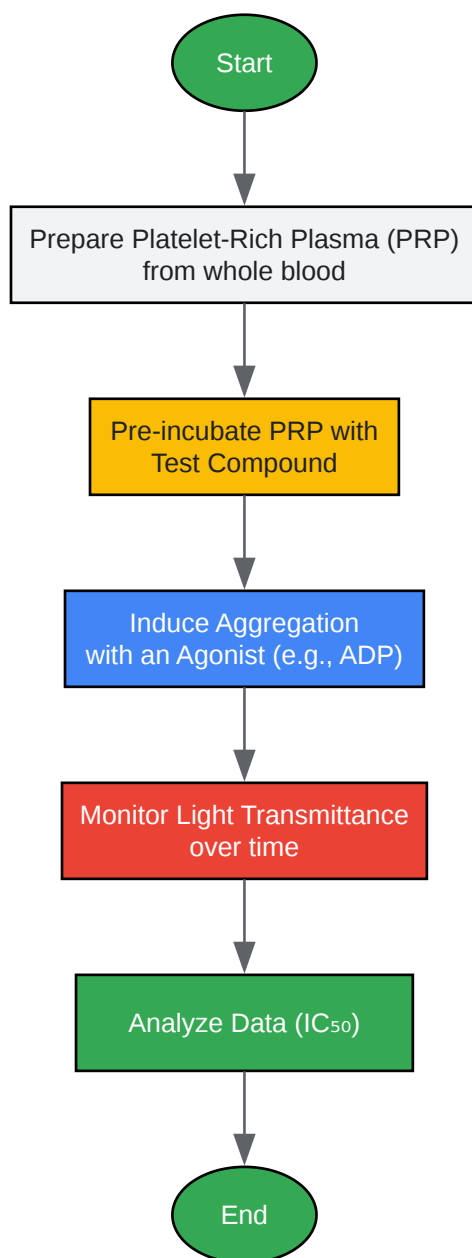 Start
Prepare Platelet-Rich Plasma (PRP)
from whole blood
Pre-incubate PRP with
Test Compound
Induce Aggregation
with an Agonist (e.g., ADP)
Monitor Light Transmittance
over time
Analyze Data (IC₅₀)
End